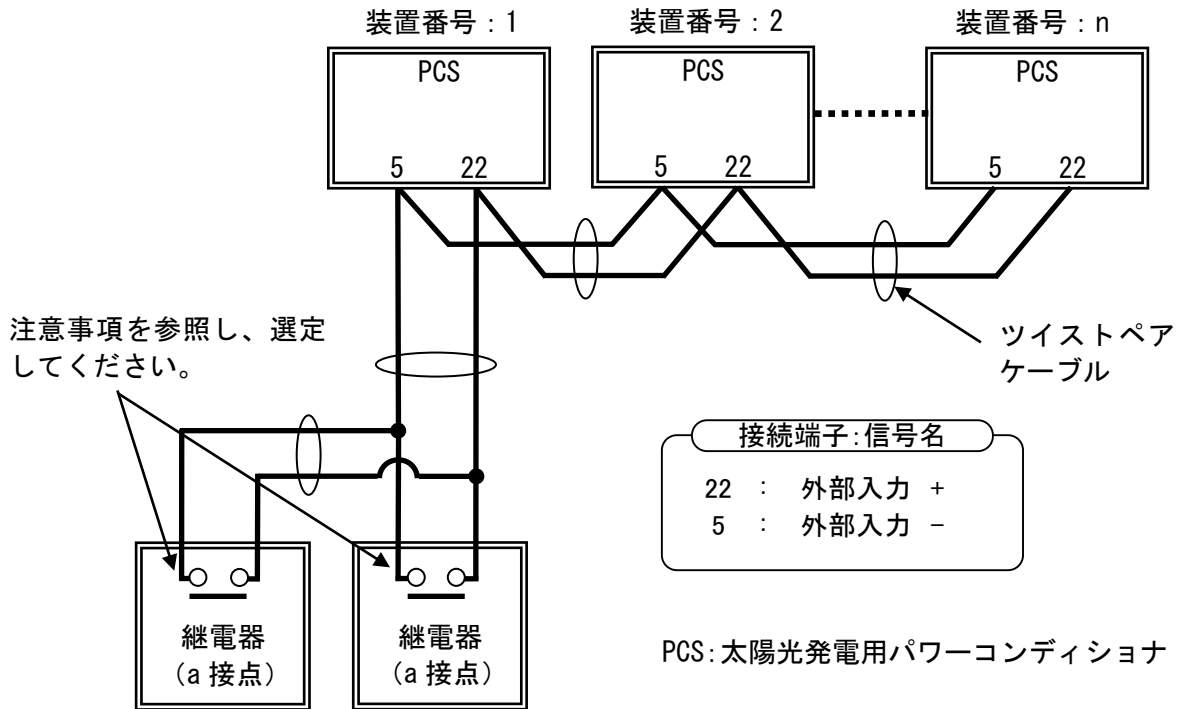 装置番号：1
装置番号：2
装置番号：n
PCS
PCS
PCS
5 22
5 22
5 22
注意事項を参照し、選定
してください。
ツイストペア
ケーブル
接続端子:信号名
22 ： 外部入力 +
5 ： 外部入力 −
継電器
（a 接点）
継電器
（a 接点）
PCS:太陽光発電用パワーコンディショナ